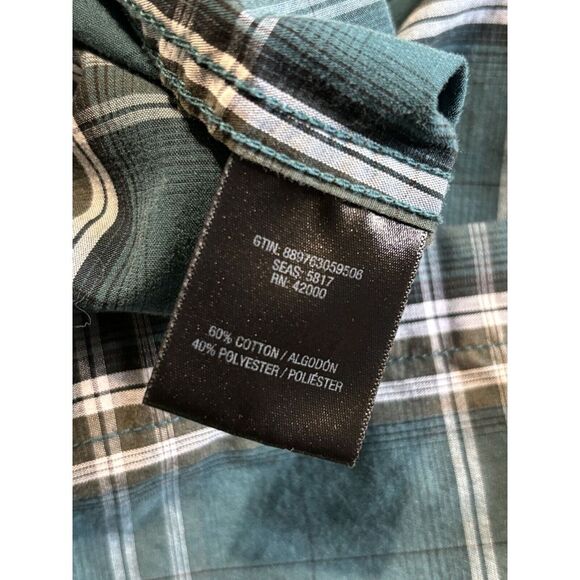 GTIN: 889763059506
SEAS: 5817
RN: 42000
60% COTTON / ALGODÓN
40% POLYESTER / POLIÉSTER